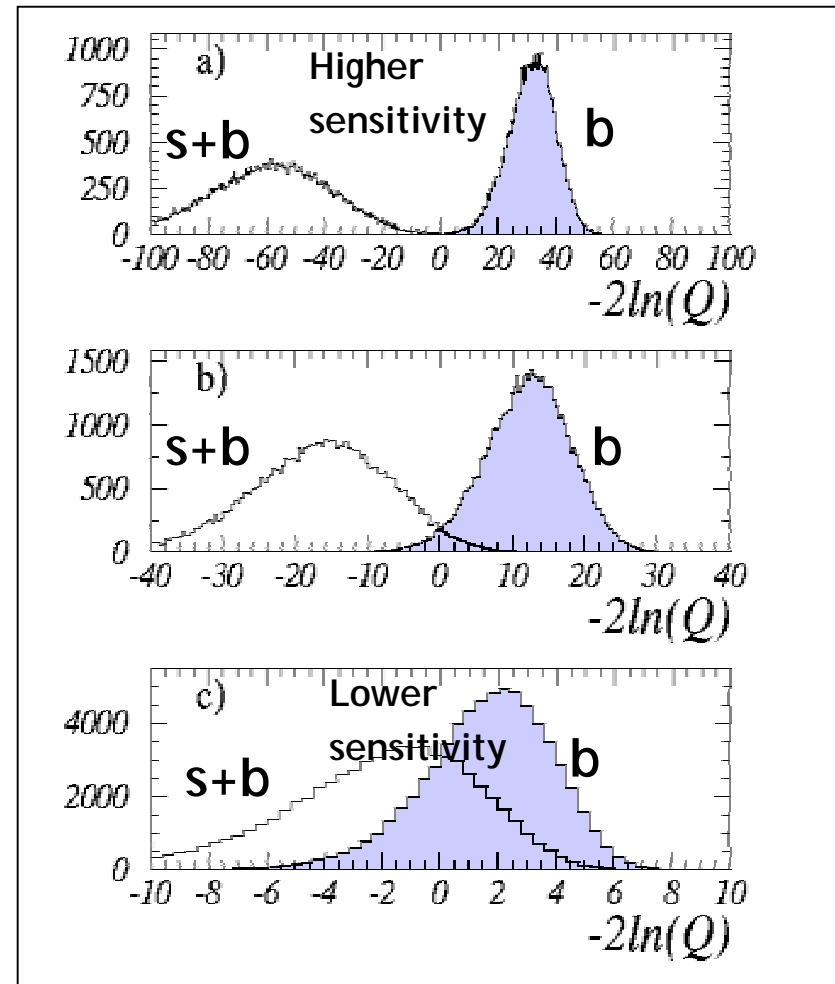 1000
750
500
250
0
a)
Higher
sensitivity
s+b
b
-100 -80 -60 -40 -20 0 20 40 60 80 100
-2ln(Q)
1500
1000
500
0
b)
s+b
b
-40 -30 -20 -10 0 10 20 30 40
-2ln(Q)
4000
2000
0
c)
Lower
sensitivity
s+b
b
-10 -8 -6 -4 -2 0 2 4 6 8 10
-2ln(Q)